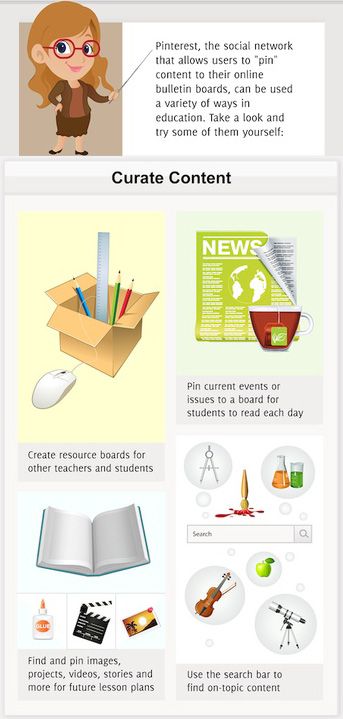 Pinterest, the social network
that allows users to "pin"
content to their online
bulletin boards, can be used
a variety of ways in
education. Take a look and
try some of them yourself:
Curate Content
Create resource boards for
other teachers and students
NEWS
Pin current events or
issues to a board for
students to read each day
GLUE
Find and pin images,
projects, videos, stories and
more for future lesson plans
Search
Use the search bar to
find on-topic content